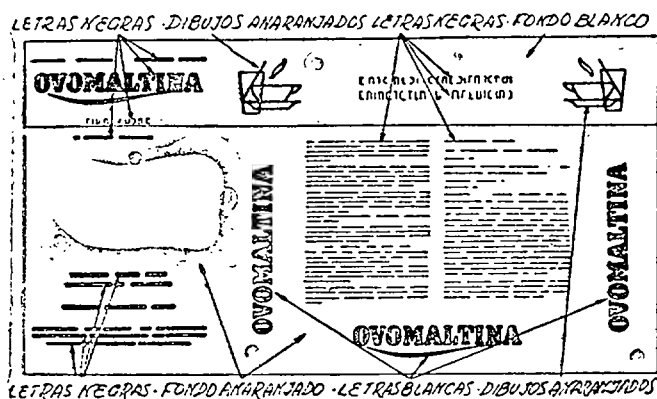 LETRAS NEGRAS · DIBUJOS ANARANJADOS LETRAS NEGRAS · FONDO BLANCO
OVOMALTINA
OVOMALTINA
OVOMALTINA
OVOMALTINA
LETRAS NEGRAS · FONDO ANARANJADO · LETRAS BLANCAS · DIBUJOS ANARANJADOS